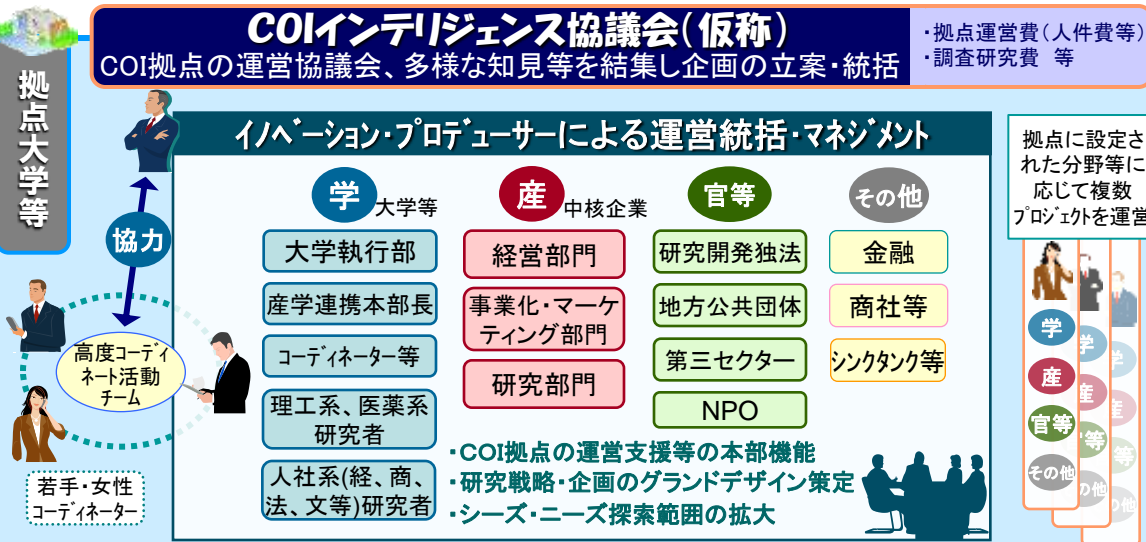 COIインテリジェンス協議会(仮称)
COI拠点の運営協議会、多様な知見等を結集し企画の立案・統括
・拠点運営費(人件費等)
・調査研究費 等
拠点大学等
イノベーション・プロデューサーによる運営統括・マネジメント
協力
高度コーディ
ネート活動
チーム
若手・女性
コーディネーター
学 大学等
大学執行部
産学連携本部長
コーディネーター等
理工系、医薬系
研究者
人社系(経、商、
法、文等)研究者
産 中核企業
経営部門
事業化・マーケ
ティング部門
研究部門
官等
研究開発独法
地方公共団体
第三セクター
NPO
その他
金融
商社等
シンクタンク等
・COI拠点の運営支援等の本部機能
・研究戦略・企画のグランドデザイン策定
・シーズ・ニーズ探索範囲の拡大
拠点に設定さ
れた分野等に
応じて複数
プロジェクトを運営
学
産
官等
その他
学
産
等
の他
学
産
等
の他